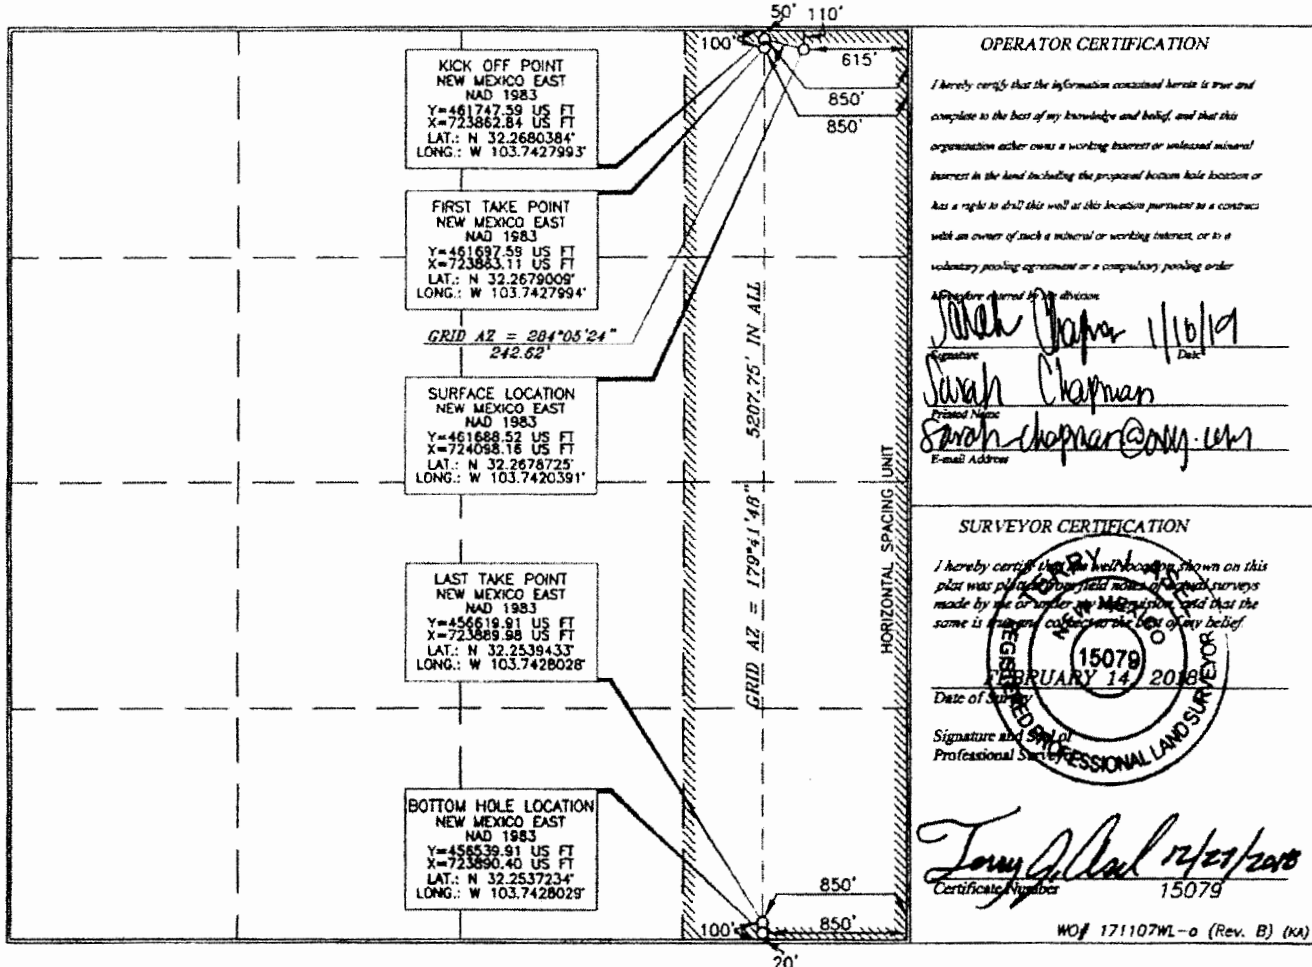 50' 110'
100'
615'
850'
850'
KICK OFF POINT
NEW MEXICO EAST
NAD 1983
Y=461747.59 US FT
X=723862.84 US FT
LAT.: N 32.2680384°
LONG.: W 103.7427993°
FIRST TAKE POINT
NEW MEXICO EAST
NAD 1983
Y=461697.59 US FT
X=723863.11 US FT
LAT.: N 32.2679009°
LONG.: W 103.7427994°
GRID AZ = 284°05'24"
242.62'
SURFACE LOCATION
NEW MEXICO EAST
NAD 1983
Y=461688.52 US FT
X=724098.16 US FT
LAT.: N 32.2678725°
LONG.: W 103.7420391°
GRID AZ = 179°41'48" 5207.75' IN ALL
HORIZONTAL SPACING UNIT
LAST TAKE POINT
NEW MEXICO EAST
NAD 1983
Y=456619.91 US FT
X=723889.98 US FT
LAT.: N 32.2539433°
LONG.: W 103.7428028°
BOTTOM HOLE LOCATION
NEW MEXICO EAST
NAD 1983
Y=456539.91 US FT
X=723890.40 US FT
LAT.: N 32.2537234°
LONG.: W 103.7428029°
850'
100'
850'
20'
OPERATOR CERTIFICATION
I hereby certify that the information contained herein is true and
complete to the best of my knowledge and belief, and that this
organization either owns a working interest or unleased mineral
interest in the land including the proposed bottom hole location or
has a right to drill this well at this location pursuant to a contract
with an owner of such a mineral or working interest, or to a
voluntary pooling agreement or a compulsory pooling order
heretofore entered by the division.
Sarah Chapman 1/10/19
Signature Date
Sarah Chapman
Printed Name
E-mail Address
SURVEYOR CERTIFICATION
I hereby certify that the well location shown on this
plat was plotted from field notes of actual surveys
made by me or under my supervision, and that the
same is true and correct to the best of my belief.
FEBRUARY 14, 2018
Date of Survey
Signature and Seal of
Professional Surveyor
TERRY J. ASEL
NEW MEXICO
15079
REGISTERED PROFESSIONAL LAND SURVEYOR
Terry J. Asel 12/27/2018
Certificate Number 15079
WO# 171107WL-a (Rev. B) (KA)